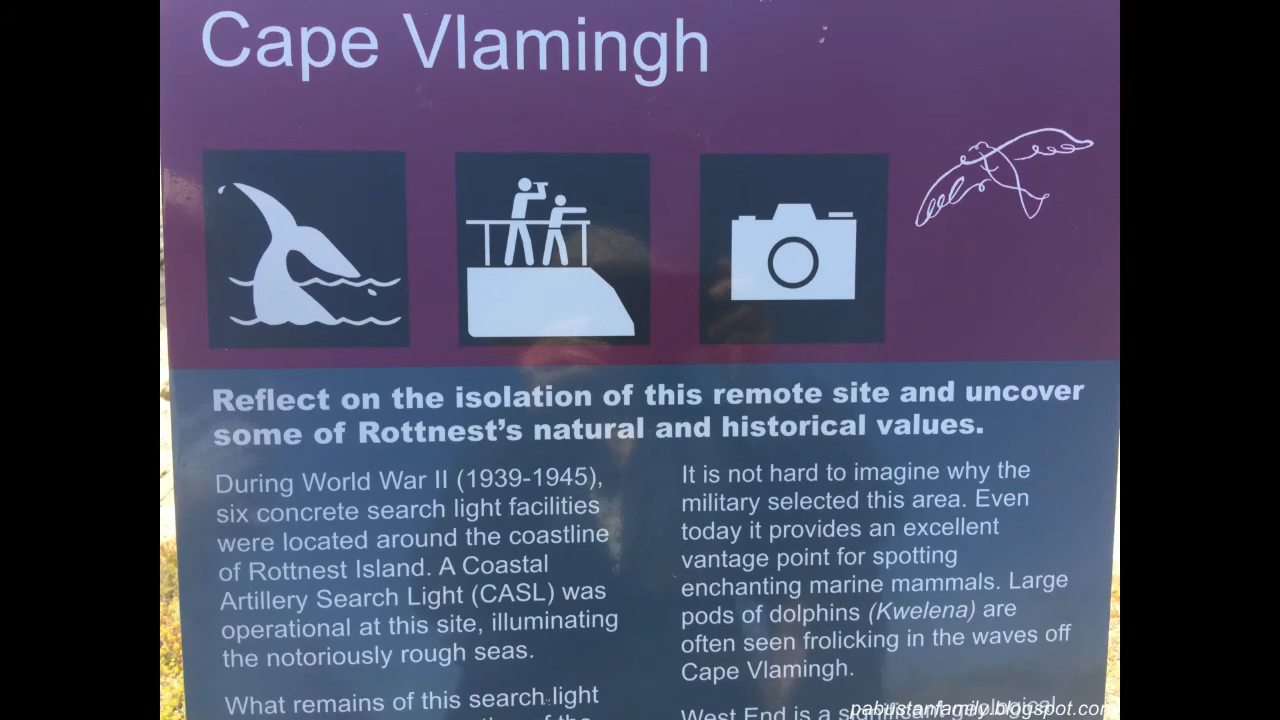 Cape Vlamingh
Reflect on the isolation of this remote site and uncover
some of Rottnest's natural and historical values.
During World War II (1939-1945),
six concrete search light facilities
were located around the coastline
of Rottnest Island. A Coastal
Artillery Search Light (CASL) was
operational at this site, illuminating
the notoriously rough seas.
What remains of this search light
of the
It is not hard to imagine why the
military selected this area. Even
today it provides an excellent
vantage point for spotting
enchanting marine mammals. Large
pods of dolphins (Kwelena) are
often seen frolicking in the waves off
Cape Vlamingh.
West End is a significant geological
pabustanfamily.blogspot.com